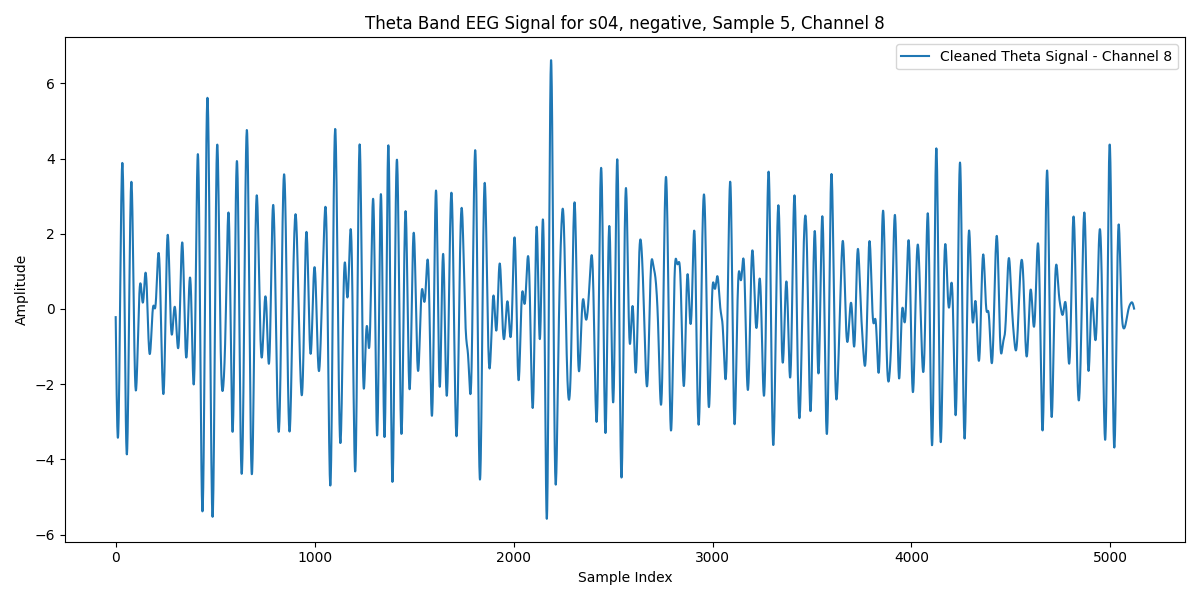 Theta Band EEG Signal for s04, negative, Sample 5, Channel 8
Cleaned Theta Signal - Channel 8
Amplitude
6
4
2
0
−2
−4
−6
0 1000 2000 3000 4000 5000
Sample Index